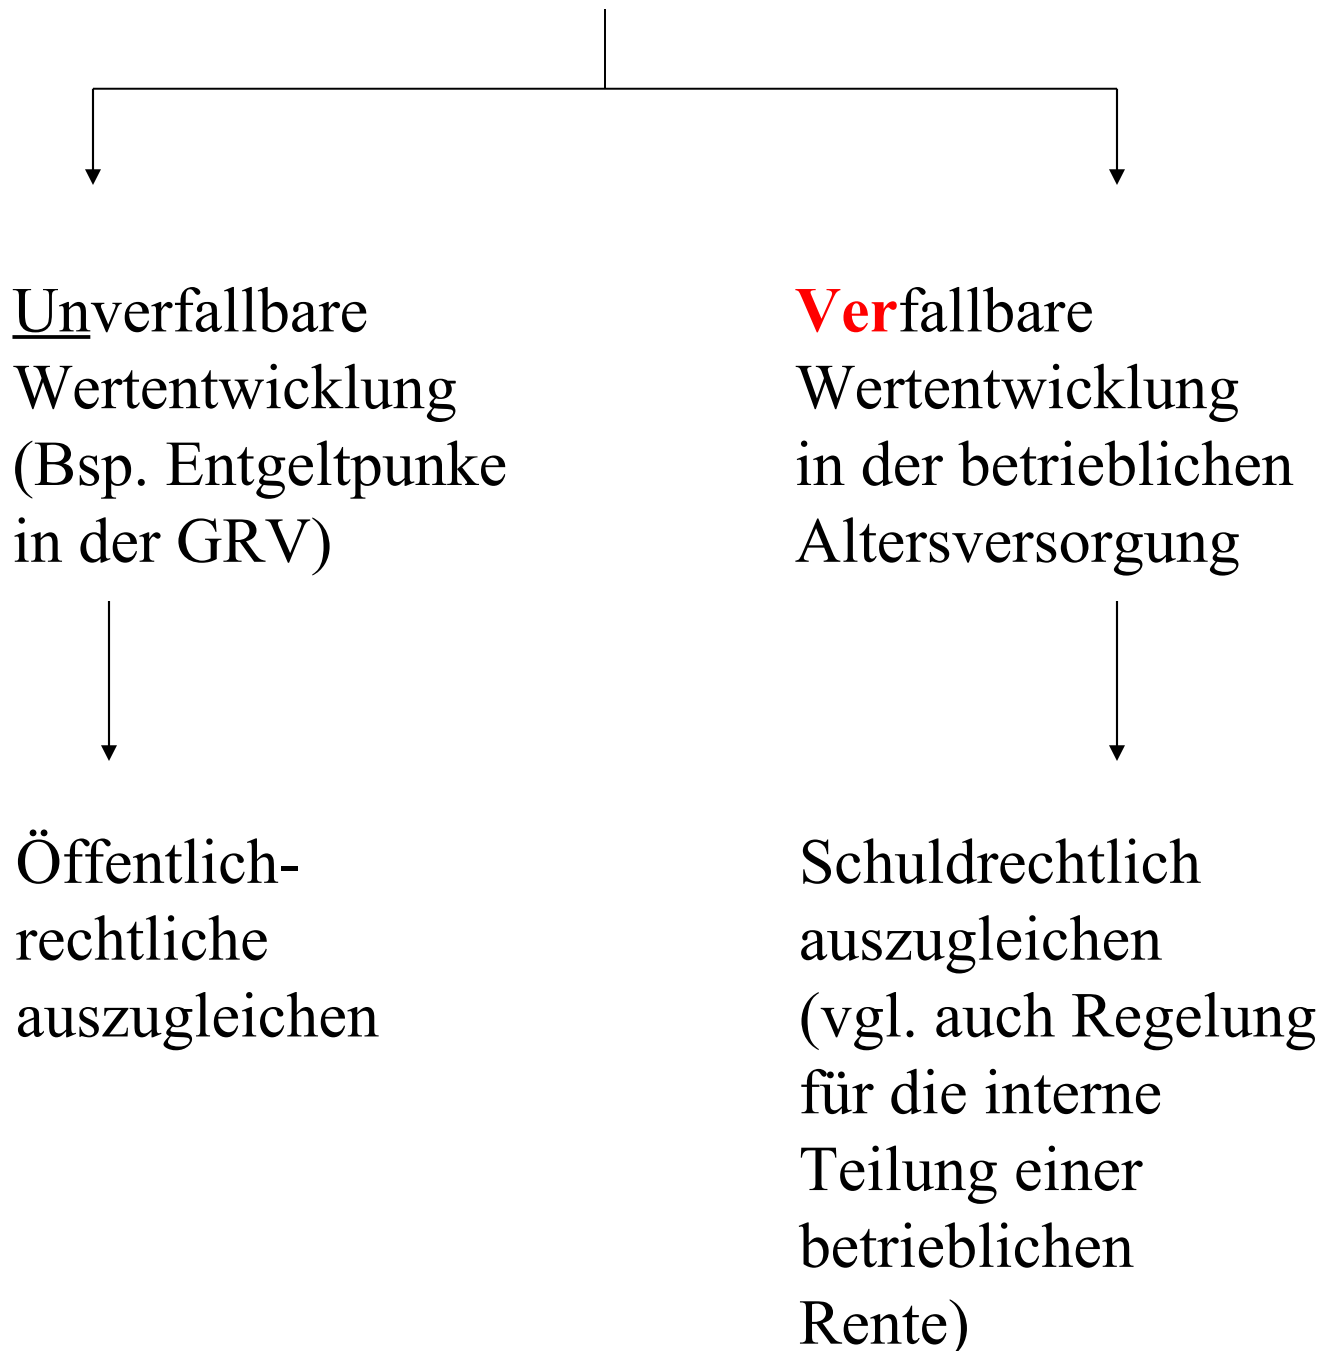 Unverfallbare
Wertentwicklung
(Bsp. Entgeltpunke
in der GRV)
Verfallbare
Wertentwicklung
in der betrieblichen
Altersversorgung
Öffentlich-
rechtliche
auszugleichen
Schuldrechtlich
auszugleichen
(vgl. auch Regelung
für die interne
Teilung einer
betrieblichen
Rente)